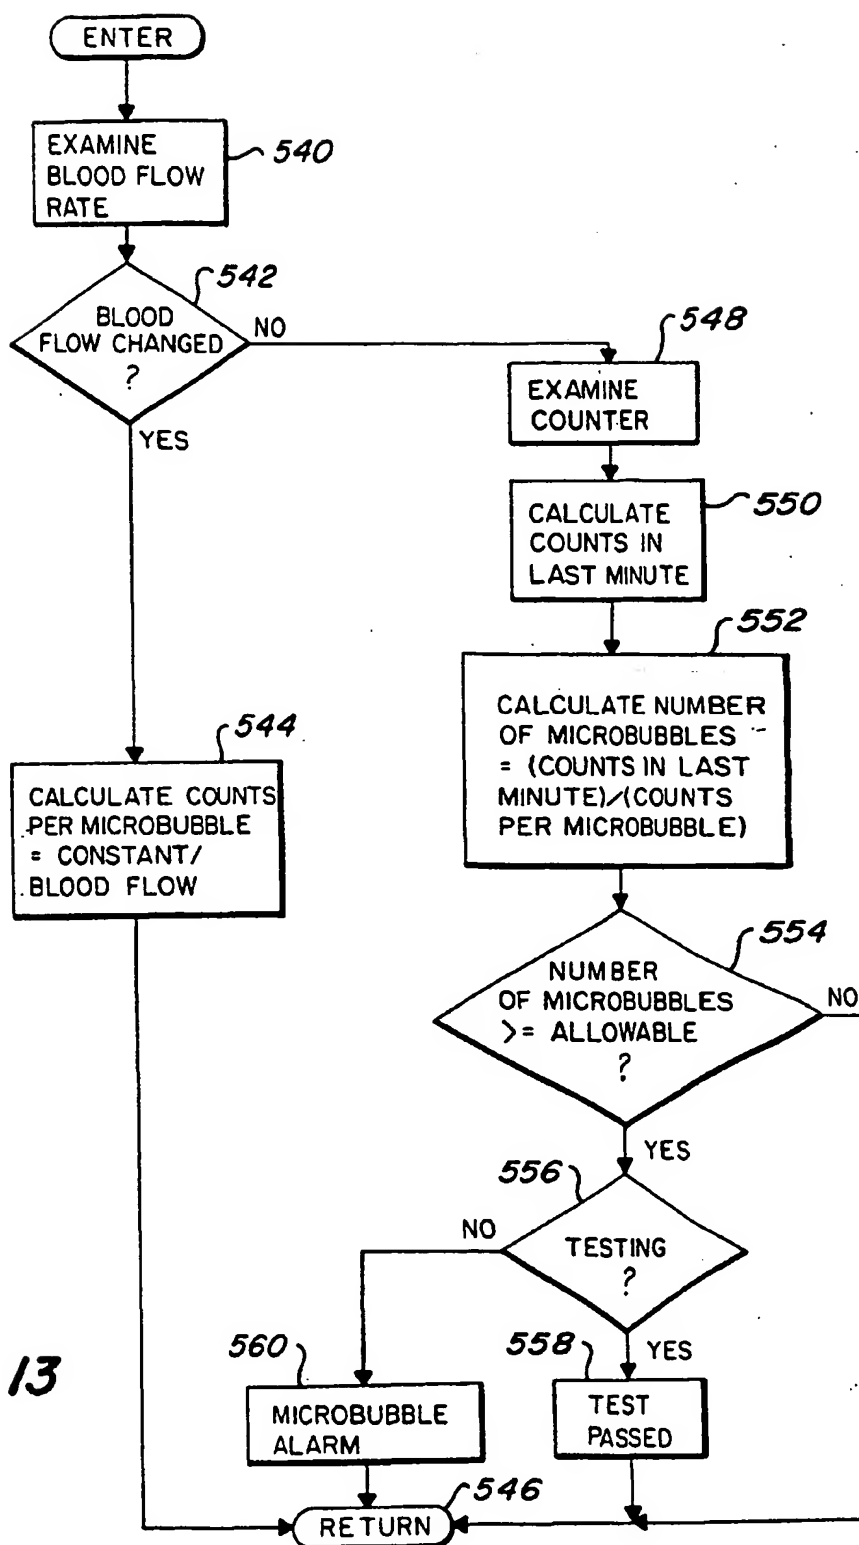 ENTER
EXAMINE
BLOOD FLOW
RATE
540
BLOOD
FLOW CHANGED
?
542
NO
YES
548
EXAMINE
COUNTER
550
CALCULATE
COUNTS IN
LAST MINUTE
552
CALCULATE NUMBER
OF MICROBUBBLES
= (COUNTS IN LAST
MINUTE)/(COUNTS
PER MICROBUBBLE)
544
CALCULATE COUNTS
PER MICROBUBBLE
= CONSTANT/
BLOOD FLOW
554
NUMBER
OF MICROBUBBLES
>= ALLOWABLE
?
NO
YES
556
TESTING
?
NO
YES
560
MICROBUBBLE
ALARM
558
TEST
PASSED
546
RETURN
13